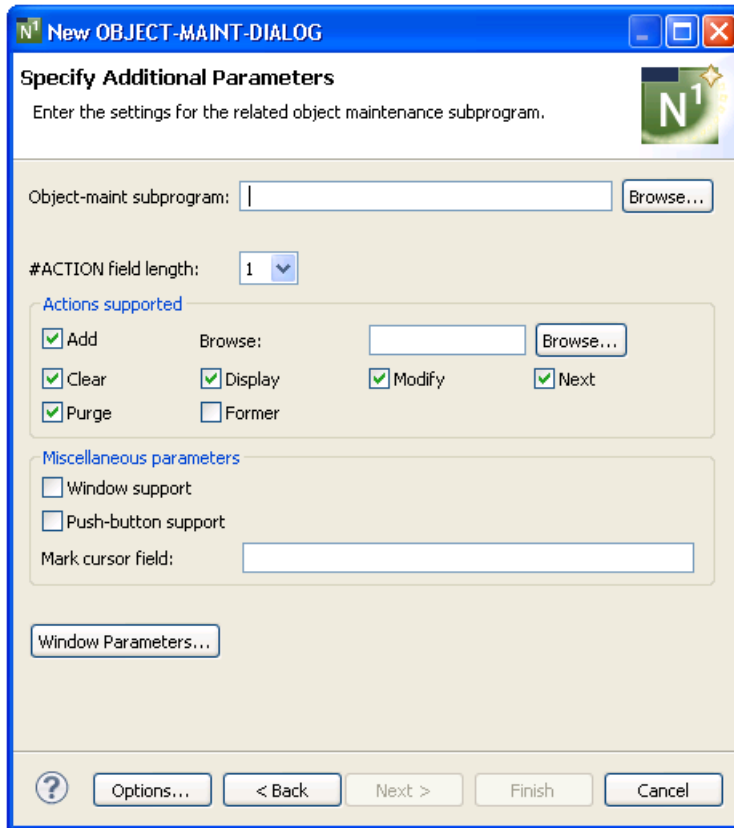 N1 New OBJECT-MAINT-DIALOG
Specify Additional Parameters
Enter the settings for the related object maintenance subprogram.
N1
Object-maint subprogram: Browse...
#ACTION field length: 1
Actions supported
Add Browse: Browse...
Clear Display Modify Next
Purge Former
Miscellaneous parameters
Window support
Push-button support
Mark cursor field:
Window Parameters...
? Options... < Back Next > Finish Cancel